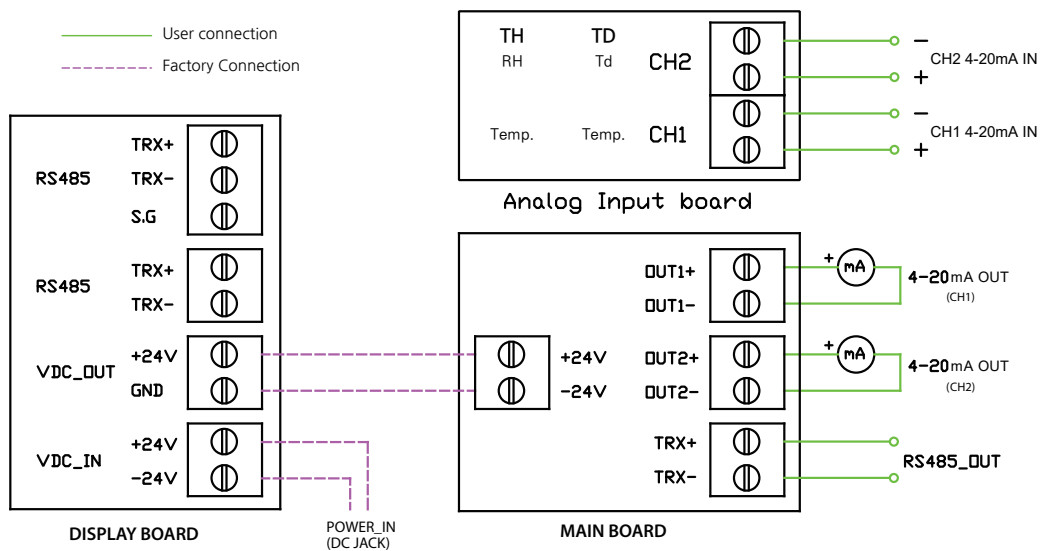 User connection
Factory Connection
TH TD
RH Td CH2
− CH2 4-20mA IN
+
Temp. Temp. CH1
− CH1 4-20mA IN
+
Analog Input board
RS485
TRX+
TRX-
S.G
RS485
TRX+
TRX-
VDC_OUT
+24V
GND
VDC_IN
+24V
-24V
DISPLAY BOARD
POWER_IN
(DC JACK)
+24V
-24V
OUT1+
OUT1-
+ mA
4-20mA OUT
(CH1)
OUT2+
OUT2-
+ mA
4-20mA OUT
(CH2)
TRX+
TRX-
RS485_OUT
MAIN BOARD